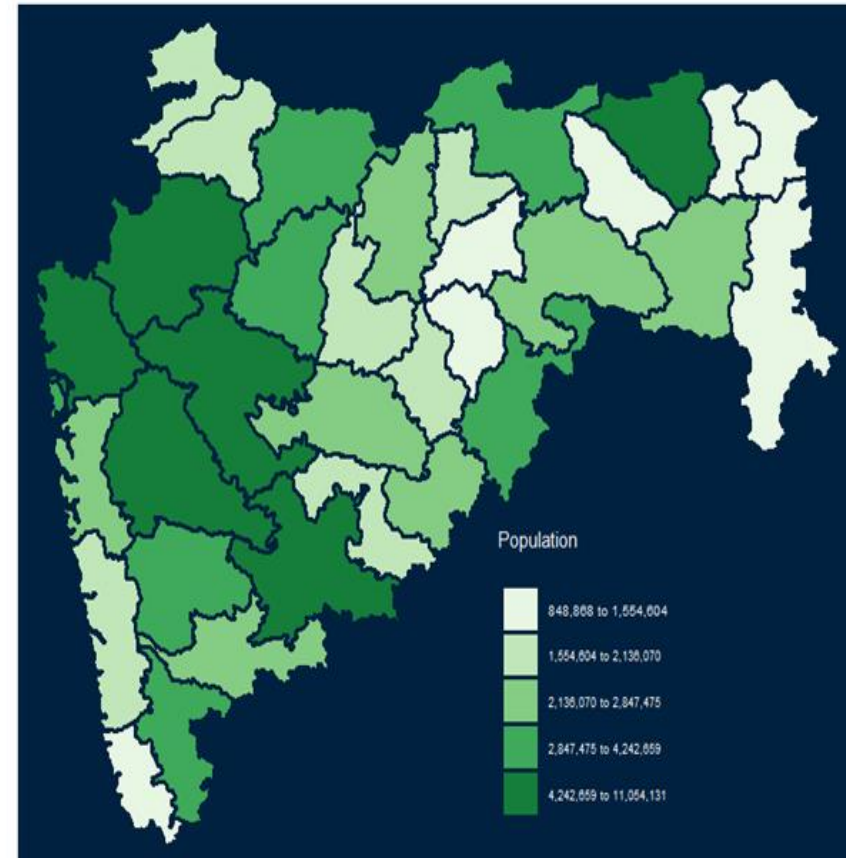 Population
848,868 to 1,554,604
1,554,604 to 2,136,070
2,136,070 to 2,847,475
2,847,475 to 4,242,659
4,242,659 to 11,054,131